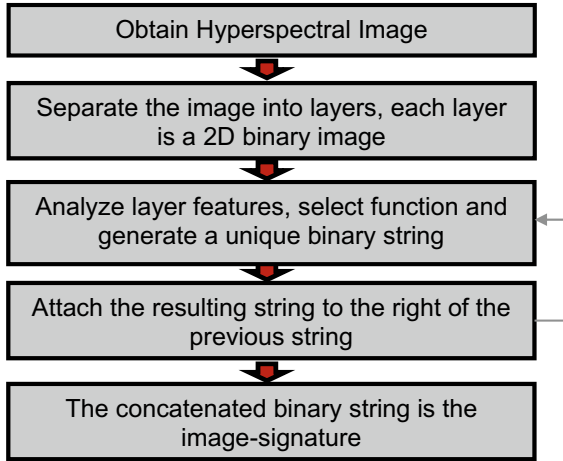 Obtain Hyperspectral Image
Separate the image into layers, each layer
is a 2D binary image
Analyze layer features, select function and
generate a unique binary string
Attach the resulting string to the right of the
previous string
The concatenated binary string is the
image-signature